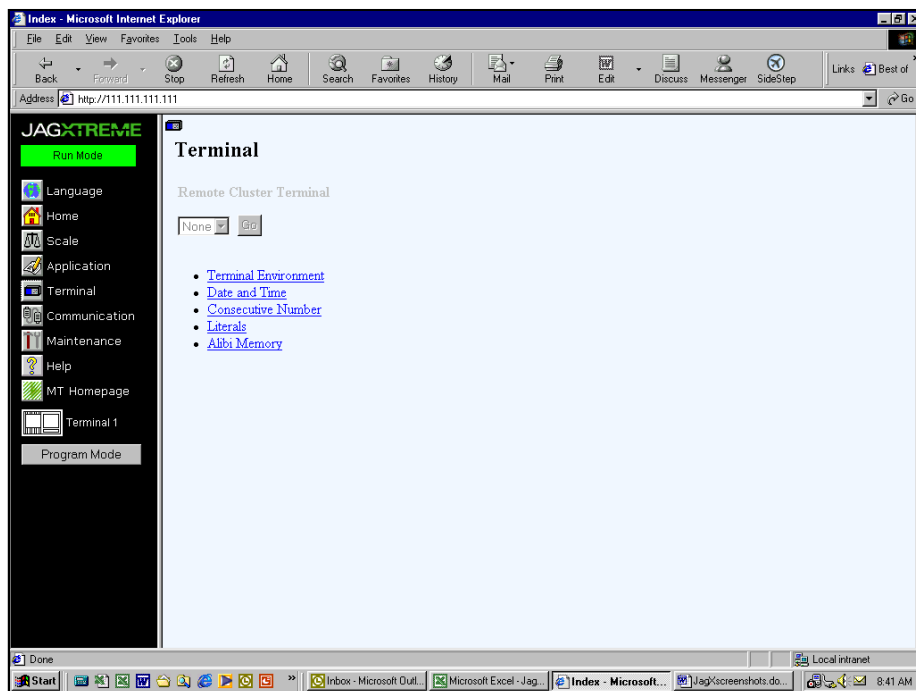 Index - Microsoft Internet Explorer
File Edit View Favorites Tools Help
Back Forward Stop Refresh Home Search Favorites History Mail Print Edit Discuss Messenger SideStep Links Best of
Address http://111.111.111.111 Go
JAGXTREME
Run Mode
Language
Home
Scale
Application
Terminal
Communication
Maintenance
Help
MT Homepage
Terminal 1
Program Mode
Terminal
Remote Cluster Terminal
None Go
Terminal Environment
Date and Time
Consecutive Number
Literals
Alibi Memory
Done Local intranet
Start Inbox - Microsoft Outl... Microsoft Excel - Jag... Index - Microsoft... JagXscreenshots.do... 8:41 AM